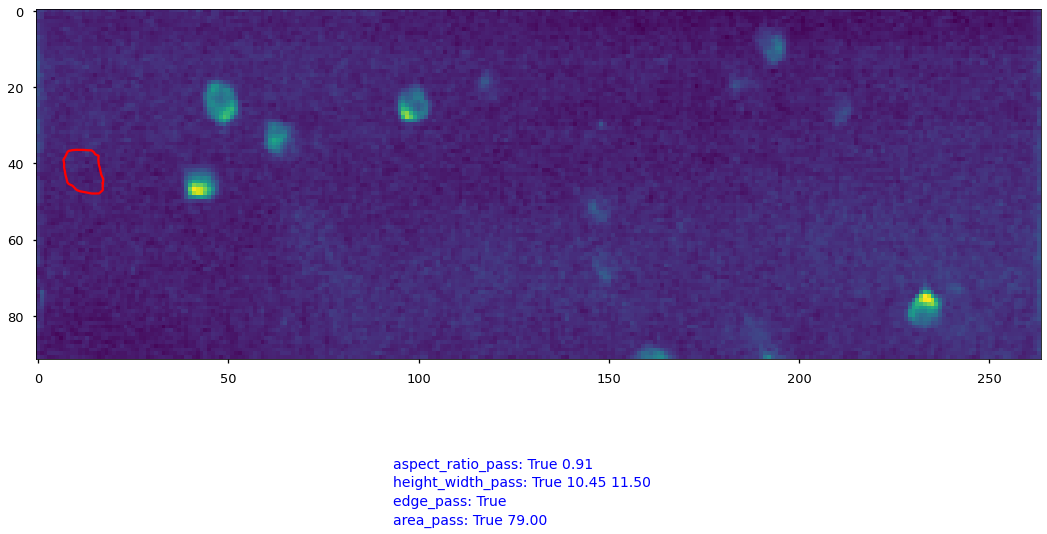 0
20
40
60
80
0 50 100 150 200 250
aspect_ratio_pass: True 0.91
height_width_pass: True 10.45 11.50
edge_pass: True
area_pass: True 79.00